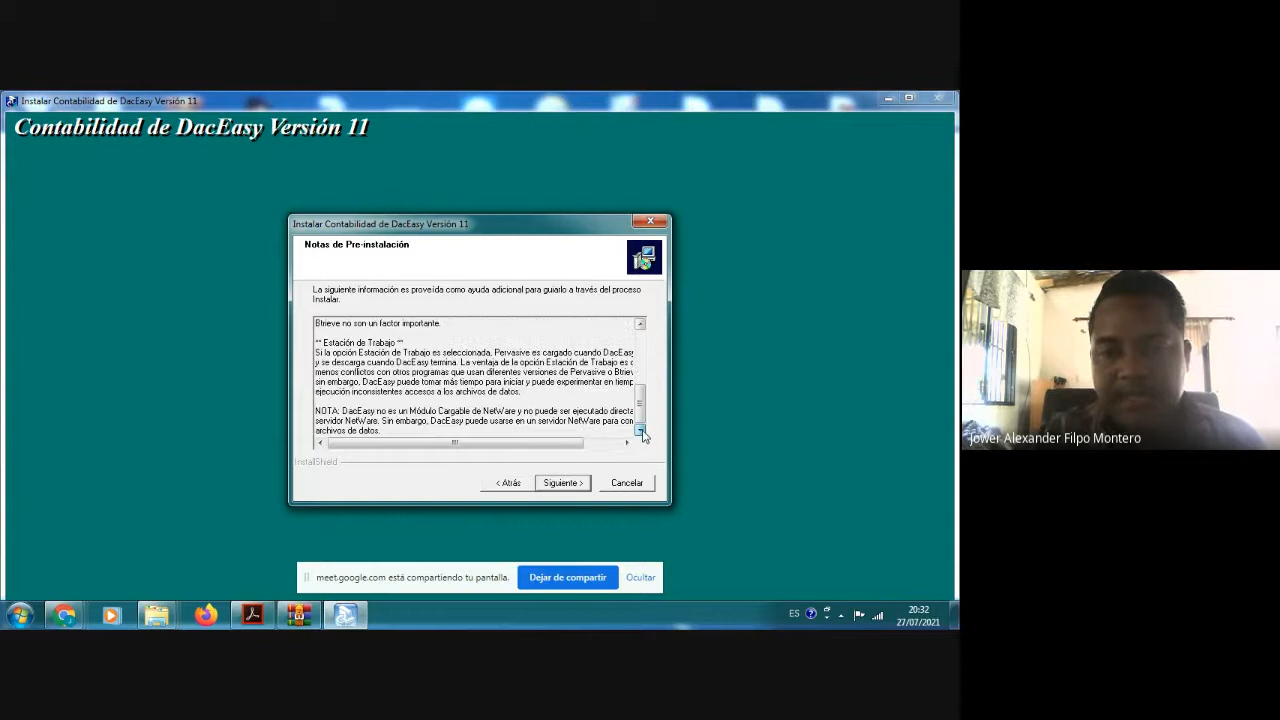 Instalar Contabilidad de DacEasy Versión 11
Contabilidad de DacEasy Versión 11
Instalar Contabilidad de DacEasy Versión 11
Notas de Pre-instalación
La siguiente información es proveída como ayuda adicional para guiarlo a través del proceso
Instalar.
Btrieve no son un factor importante.
** Estación de Trabajo **
Si la opción Estación de Trabajo es seleccionada, Pervasive es cargado cuando DacEasy
y se descarga cuando DacEasy termina. La ventaja de la opción Estación de Trabajo es
menos conflictos con otros programas que usan diferentes versiones de Pervasive o Btriev
sin embargo, DacEasy puede tomar más tiempo para iniciar y puede experimentar en tiemp
ejecución inconsistentes accesos a los archivos de datos.
NOTA: DacEasy no es un Módulo Cargable de NetWare y no puede ser ejecutado directa
servidor NetWare. Sin embargo, DacEasy puede usarse en un servidor NetWare para con
archivos de datos.
InstallShield
< Atrás
Siguiente >
Cancelar
meet.google.com está compartiendo tu pantalla.
Dejar de compartir
Ocultar
ES
20:32
27/07/2021
Jower Alexander Filpo Montero